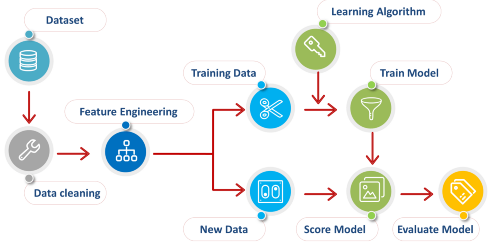 Learning Algorithm
Dataset
Training Data
Train Model
Feature Engineering
Data cleaning
New Data
Score Model
Evaluate Model